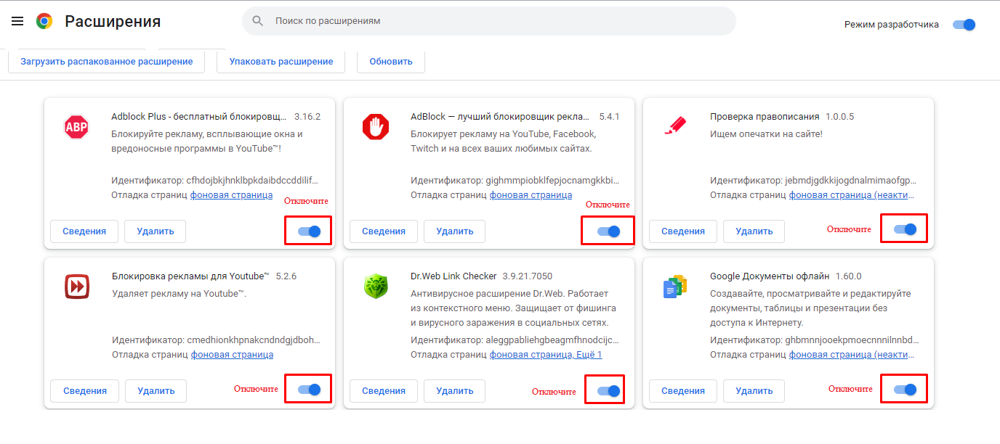 Расширения
Поиск по расширениям
Режим разработчика
Загрузить распакованное расширение
Упаковать расширение
Обновить
ABP
Adblock Plus - бесплатный блокировщ... 3.16.2
Блокируйте рекламу, всплывающие окна и
вредоносные программы в YouTube™!
Идентификатор: cfhdojbkjhnklbpkdaibdccddilif...
Отладка страниц фоновая страница
Отключите
Сведения
Удалить
AdBlock — лучший блокировщик рекла... 5.4.1
Блокирует рекламу на YouTube, Facebook,
Twitch и на всех ваших любимых сайтах.
Идентификатор: gighmmpiobklfepjocnamgkkbi...
Отладка страниц фоновая страница
Отключите
Сведения
Удалить
Проверка правописания 1.0.0.5
Ищем опечатки на сайте!
Идентификатор: jebmdjgdkkijogdnalmimaofgp...
Отладка страниц фоновая страница (неакти...
Сведения
Удалить
Отключите
Блокировка рекламы для Youtube™ 5.2.6
Удаляет рекламу на Youtube™.
Идентификатор: cmedhionkhpnakcndndgjdboh...
Отладка страниц фоновая страница
Сведения
Удалить
Отключите
Dr.Web Link Checker 3.9.21.7050
Антивирусное расширение Dr.Web. Работает
из контекстного меню. Защищает от фишинга
и вирусного заражения в социальных сетях.
Идентификатор: aleggpabliehgbeagmfhnodcijc...
Отладка страниц фоновая страница, Ещё 1
Сведения
Удалить
Отключите
Google Документы офлайн 1.60.0
Создавайте, просматривайте и редактируйте
документы, таблицы и презентации без
доступа к Интернету.
Идентификатор: ghbmnnjooekpmoecnnnilnnbd...
Отладка страниц фоновая страница (неакти...
Сведения
Удалить
Отключите